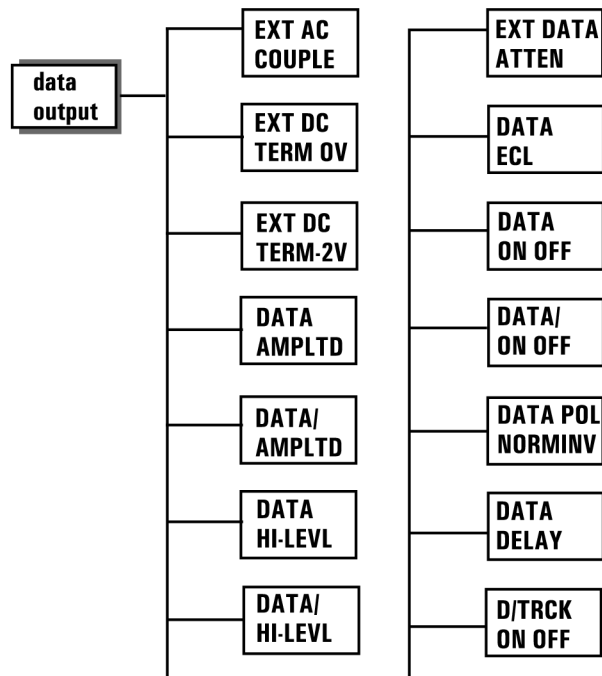 data
output
EXT AC
COUPLE
EXT DC
TERM 0V
EXT DC
TERM-2V
DATA
AMPLTD
DATA/
AMPLTD
DATA
HI-LEVL
DATA/
HI-LEVL
EXT DATA
ATTEN
DATA
ECL
DATA
ON OFF
DATA/
ON OFF
DATA POL
NORMINV
DATA
DELAY
D/TRCK
ON OFF